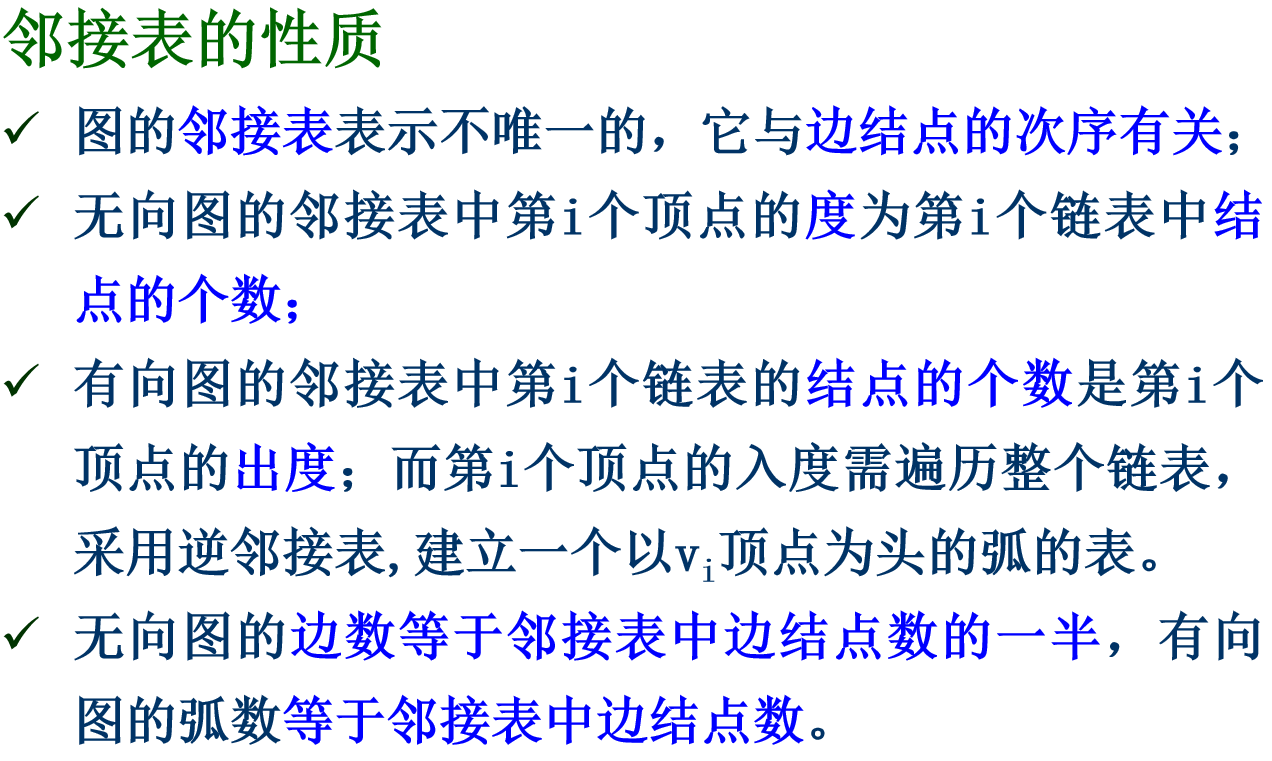 邻接表的性质
✓ 图的邻接表表示不唯一的，它与边结点的次序有关；
✓ 无向图的邻接表中第i个顶点的度为第i个链表中结
点的个数；
✓ 有向图的邻接表中第i个链表的结点的个数是第i个
顶点的出度；而第i个顶点的入度需遍历整个链表，
采用逆邻接表,建立一个以vi顶点为头的弧的表。
✓ 无向图的边数等于邻接表中边结点数的一半，有向
图的弧数等于邻接表中边结点数。